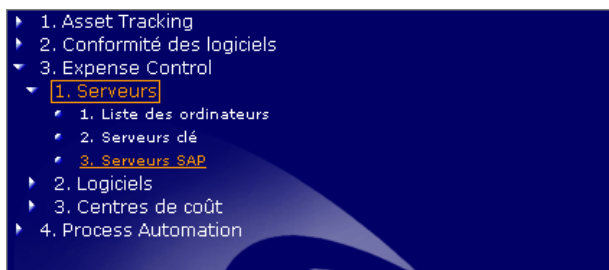 1. Asset Tracking
2. Conformité des logiciels
3. Expense Control
1. Serveurs
1. Liste des ordinateurs
2. Serveurs clé
3. Serveurs SAP
2. Logiciels
3. Centres de coût
4. Process Automation